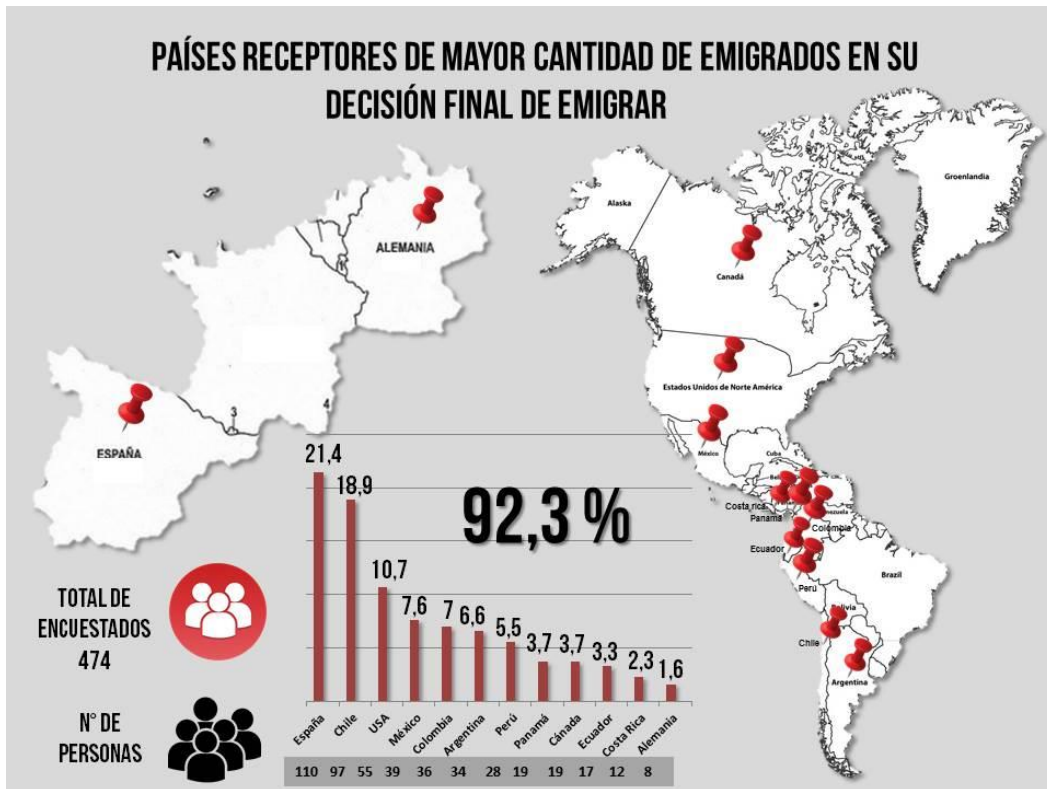 PAÍSES RECEPTORES DE MAYOR CANTIDAD DE EMIGRADOS EN SU
DECISIÓN FINAL DE EMIGRAR
Groenlandia
Alaska
ALEMANIA
Canadá
Estados Unidos de Norte América
3
4
ESPAÑA
México
Cuba
Costa rica
Panamá
Colombia
Ecuador
Brazil
Perú
Bolivia
Chile
Argentina
92,3 %
21,4
18,9
10,7
7,6
7
6,6
5,5
3,7
3,7
3,3
2,3
1,6
España
Chile
USA
México
Colombia
Argentina
Perú
Panamá
Cánada
Ecuador
Costa Rica
Alemania
TOTAL DE
ENCUESTADOS
474
N° DE
PERSONAS
110 97 55 39 36 34 28 19 19 17 12 8